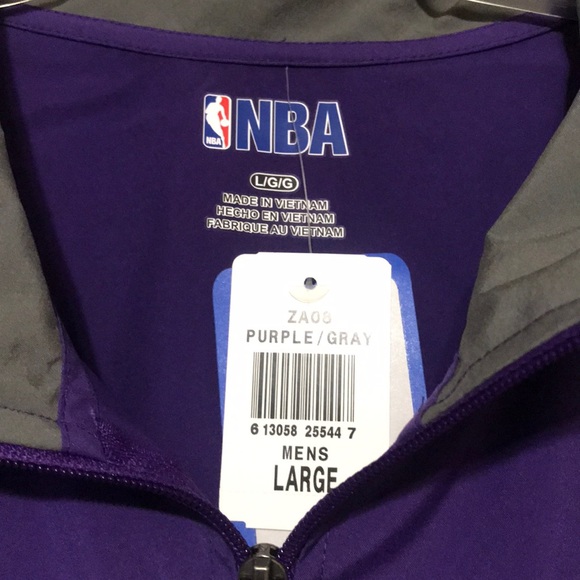 NBA
NBA
L/G/G
MADE IN VIETNAM
HECHO EN VIETNAM
FABRIQUE AU VIETNAM
ZA08
PURPLE/GRAY
6 13058 25544 7
MENS
LARGE